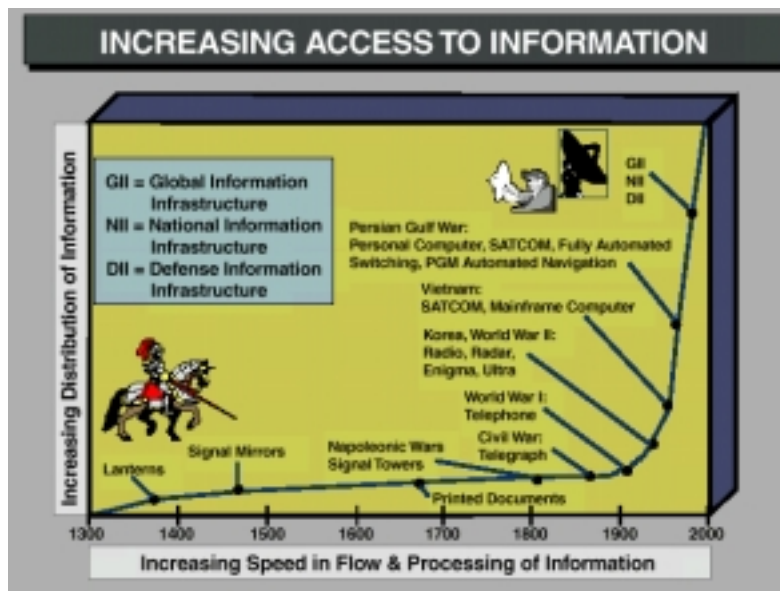 INCREASING ACCESS TO INFORMATION
Increasing Distribution of Information
GII = Global Information
Infrastructure
NII = National Information
Infrastructure
DII = Defense Information
Infrastructure
GII
NII
DII
Persian Gulf War:
Personal Computer, SATCOM, Fully Automated
Switching, PGM Automated Navigation
Vietnam:
SATCOM, Mainframe Computer
Korea, World War II:
Radio, Radar,
Enigma, Ultra
World War I:
Telephone
Civil War:
Telegraph
Napoleonic Wars
Signal Towers
Signal Mirrors
Lanterns
Printed Documents
1300 1400 1500 1600 1700 1800 1900 2000
Increasing Speed in Flow & Processing of Information